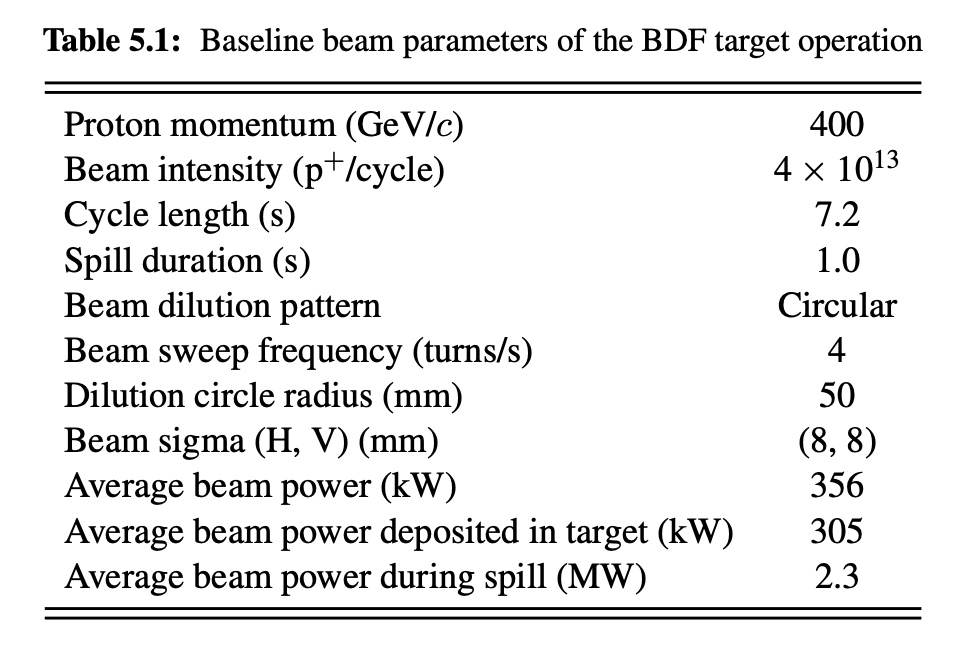 Table 5.1: Baseline beam parameters of the BDF target operation
Proton momentum (GeV/c) 400
Beam intensity (p⁺/cycle) 4 × 10¹³
Cycle length (s) 7.2
Spill duration (s) 1.0
Beam dilution pattern Circular
Beam sweep frequency (turns/s) 4
Dilution circle radius (mm) 50
Beam sigma (H, V) (mm) (8, 8)
Average beam power (kW) 356
Average beam power deposited in target (kW) 305
Average beam power during spill (MW) 2.3